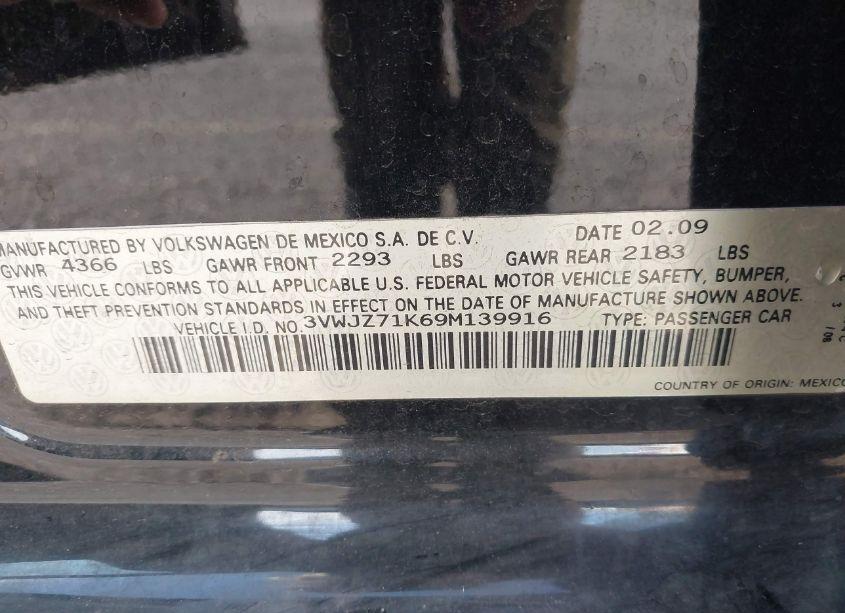 MANUFACTURED BY VOLKSWAGEN DE MEXICO S.A. DE C.V. DATE 02.09
GVWR 4366 LBS GAWR FRONT 2293 LBS GAWR REAR 2183 LBS
THIS VEHICLE CONFORMS TO ALL APPLICABLE U.S. FEDERAL MOTOR VEHICLE SAFETY, BUMPER,
AND THEFT PREVENTION STANDARDS IN EFFECT ON THE DATE OF MANUFACTURE SHOWN ABOVE.
VEHICLE I.D. NO. 3VWJZ71K69M139916 TYPE: PASSENGER CAR
COUNTRY OF ORIGIN: MEXICO